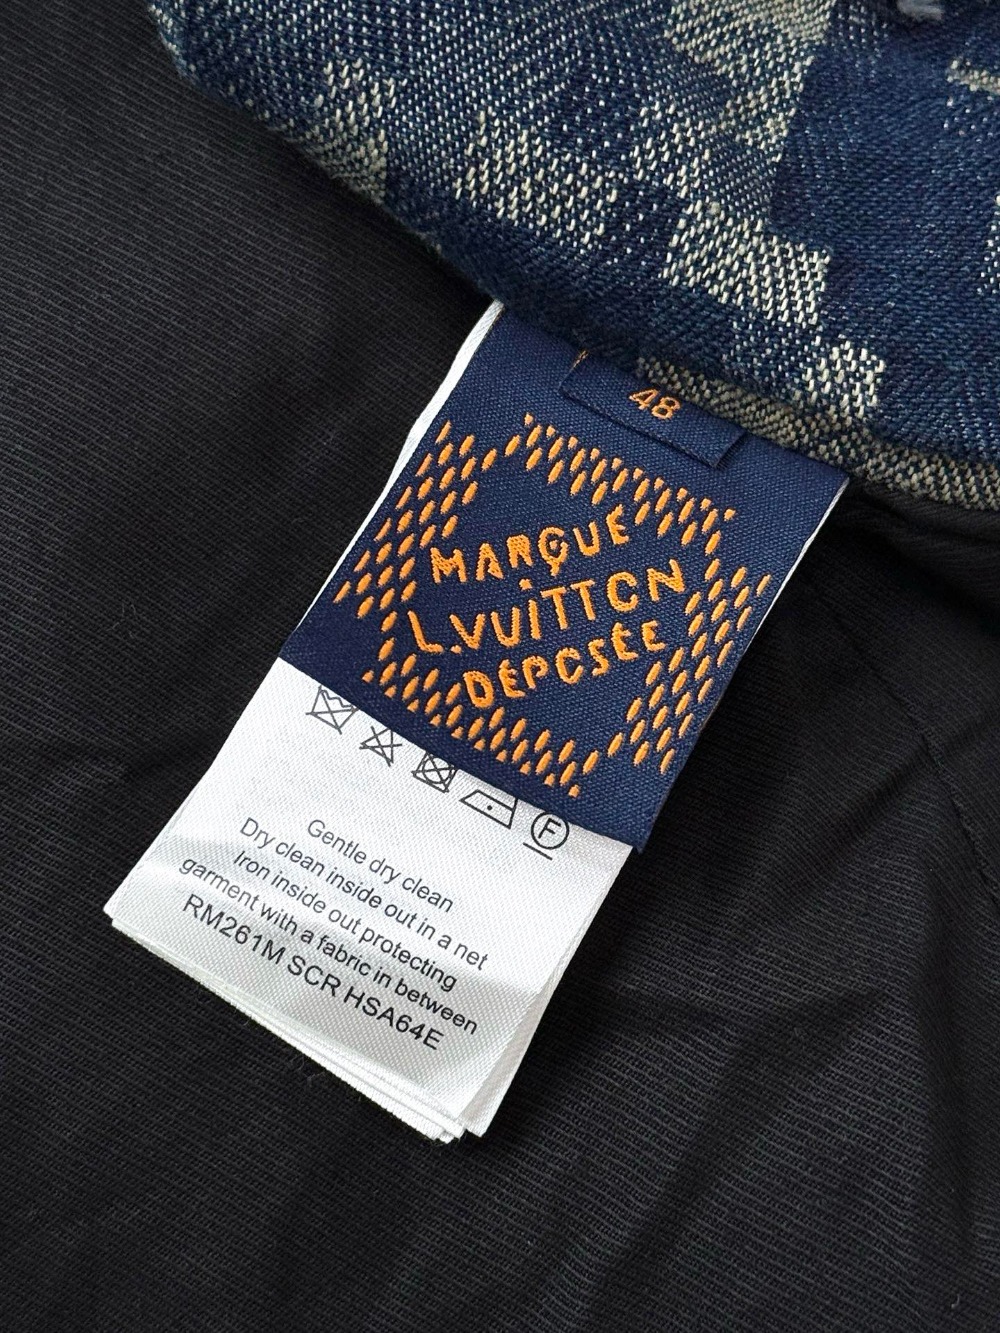 48
MARQUE
L.VUITTON
DÉPOSÉE
F
Gentle dry clean
Dry clean inside out in a net
Iron inside out protecting
garment with a fabric in between
RM261M SCR HSA64E